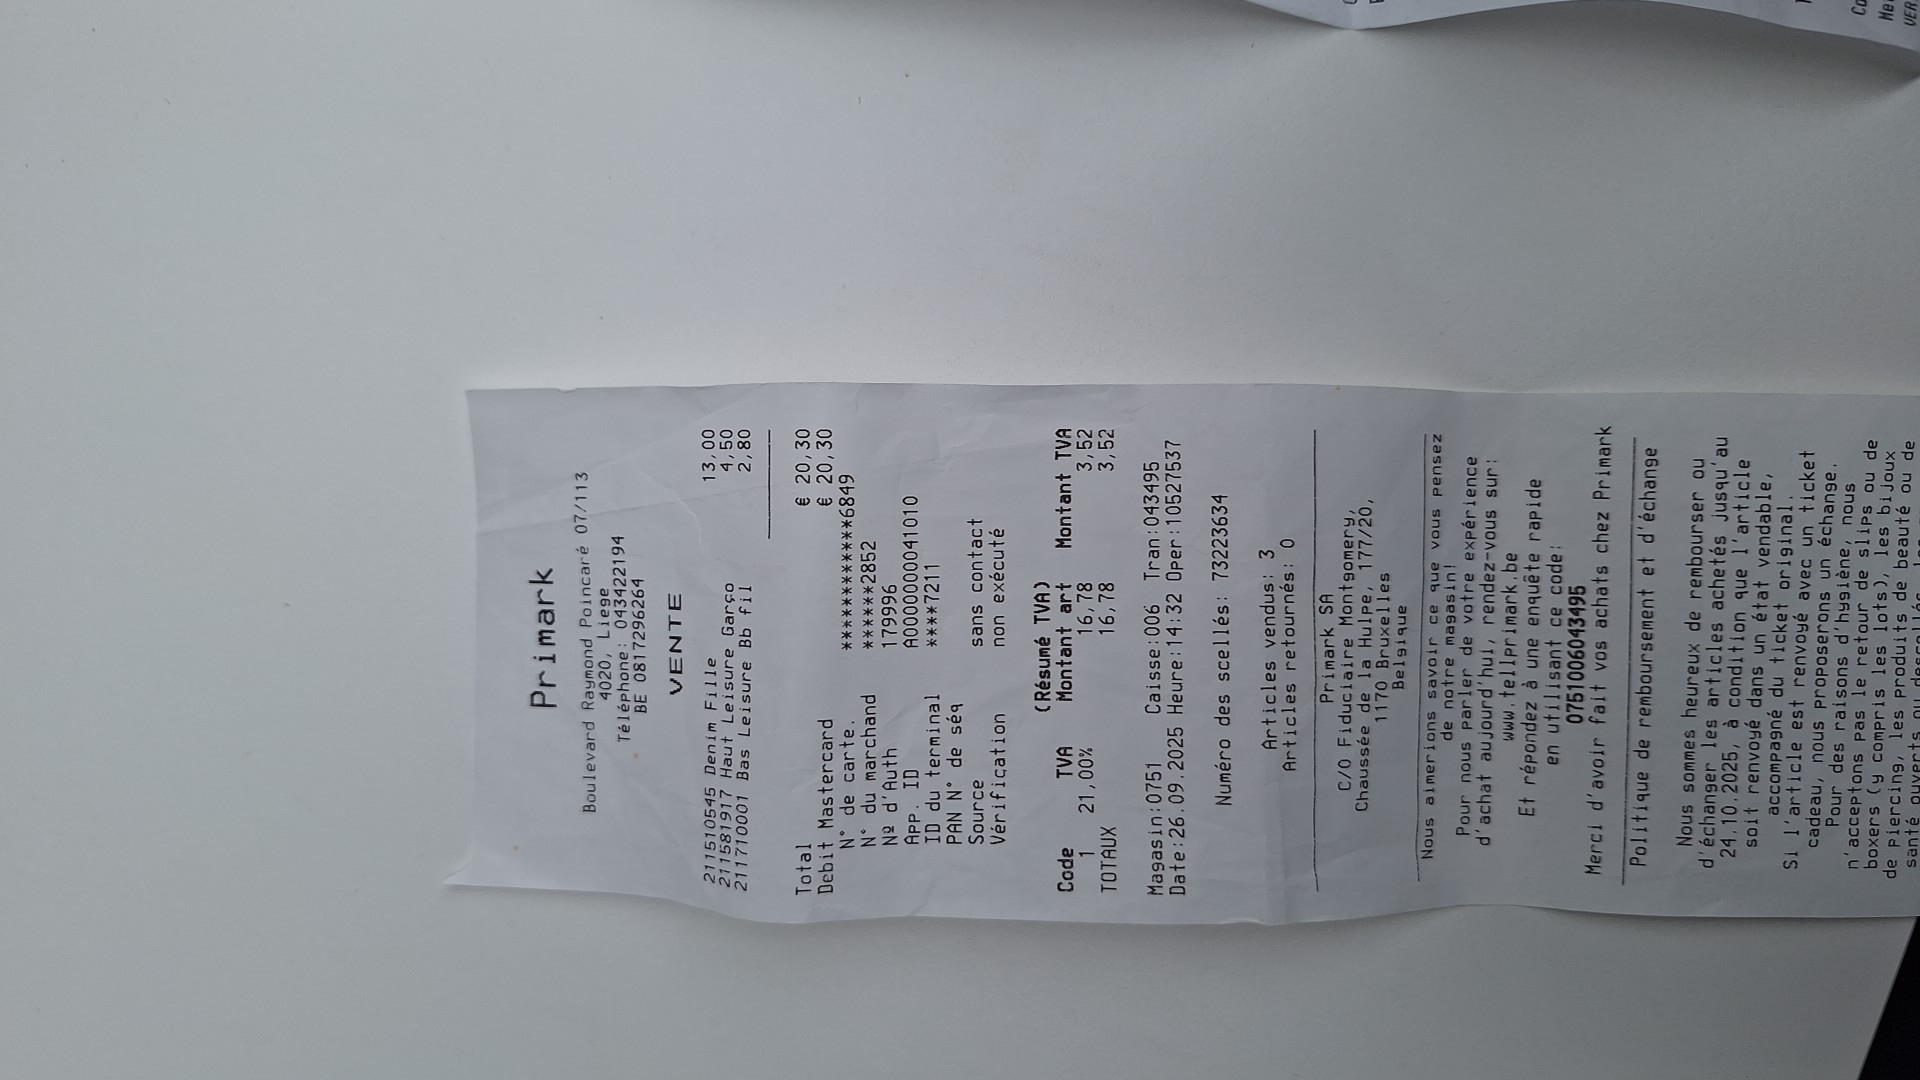 Primark
Boulevard Raymond Poincaré 07/113
4020, Liege
Téléphone: 043422194
BE 0817296264
VENTE
211510545 Denim Fille 13,00
211581917 Haut Leisure Garço 4,50
211710001 Bas Leisure Bb fil 2,80
Total € 20,30
Debit Mastercard € 20,30
N° de carte. ************6849
N° du marchand ******2852
Nº d'Auth 179996
App. ID A0000000041010
ID du terminal ****7211
PAN N° de séq
Source sans contact
Vérification non exécuté
(Résumé TVA)
Code TVA Montant art Montant TVA
1 21,00% 16,78 3,52
TOTAUX 16,78 3,52
Magasin:0751 Caisse:006 Tran:043495
Date:26.09.2025 Heure:14:32 Oper:10527537
Numéro des scellés: 73223634
Articles vendus: 3
Articles retournés: 0
Primark SA
C/O Fiduciaire Montgomery,
Chaussée de la Hulpe, 177/20,
1170 Bruxelles
Belgique
Nous aimerions savoir ce que vous pensez
de notre magasin!
Pour nous parler de votre expérience
d'achat aujourd'hui, rendez-vous sur:
www.tellprimark.be
Et répondez à une enquête rapide
en utilisant ce code:
075100604​3495
Merci d'avoir fait vos achats chez Primark
Politique de remboursement et d'échange
Nous sommes heureux de rembourser ou
d'échanger les articles achetés jusqu'au
24.10.2025, à condition que l'article
soit renvoyé dans un état vendable,
accompagné du ticket original.
Si l'article est renvoyé avec un ticket
cadeau, nous proposerons un échange.
Pour des raisons d'hygiène, nous
n'acceptons pas le retour de slips ou de
boxers (y compris les lots), les bijoux
de piercing, les produits de beauté ou de
santé ouverts ou descellés